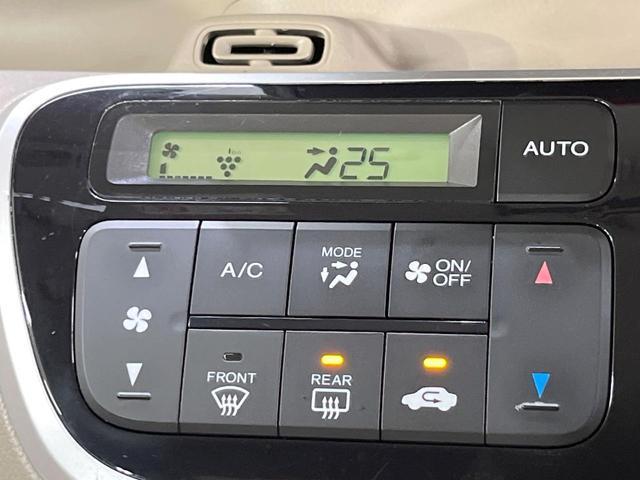 25
AUTO
A/C
MODE
ON/
OFF
FRONT
REAR